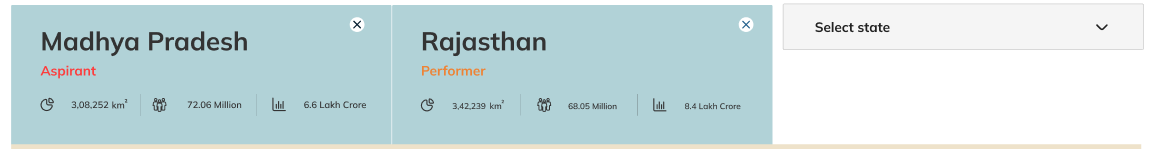 Madhya Pradesh
Aspirant
3,08,252 km² 72.06 Million 6.6 Lakh Crore
Rajasthan
Performer
3,42,239 km² 68.05 Million 8.4 Lakh Crore
Select state